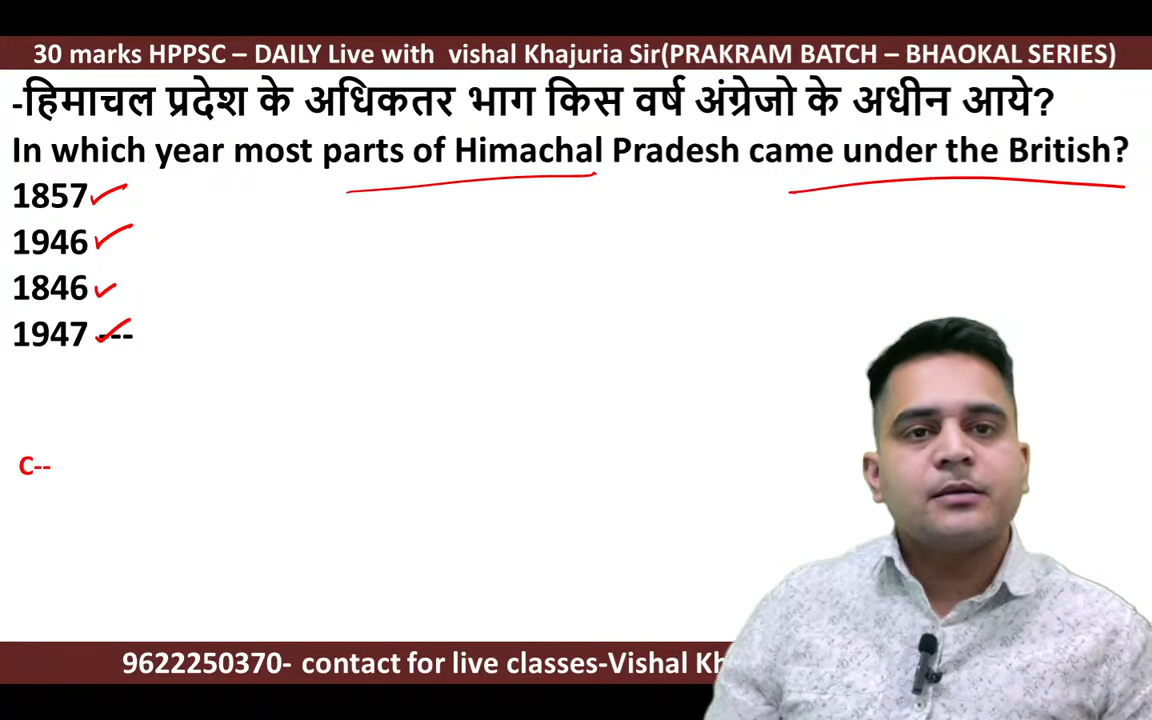 30 marks HPPSC – DAILY Live with vishal Khajuria Sir(PRAKRAM BATCH – BHAOKAL SERIES)
-हिमाचल प्रदेश के अधिकतर भाग किस वर्ष अंग्रेजो के अधीन आये?
In which year most parts of Himachal Pradesh came under the British?
1857
1946
1846
1947 ---
C--
9622250370- contact for live classes-Vishal Kh